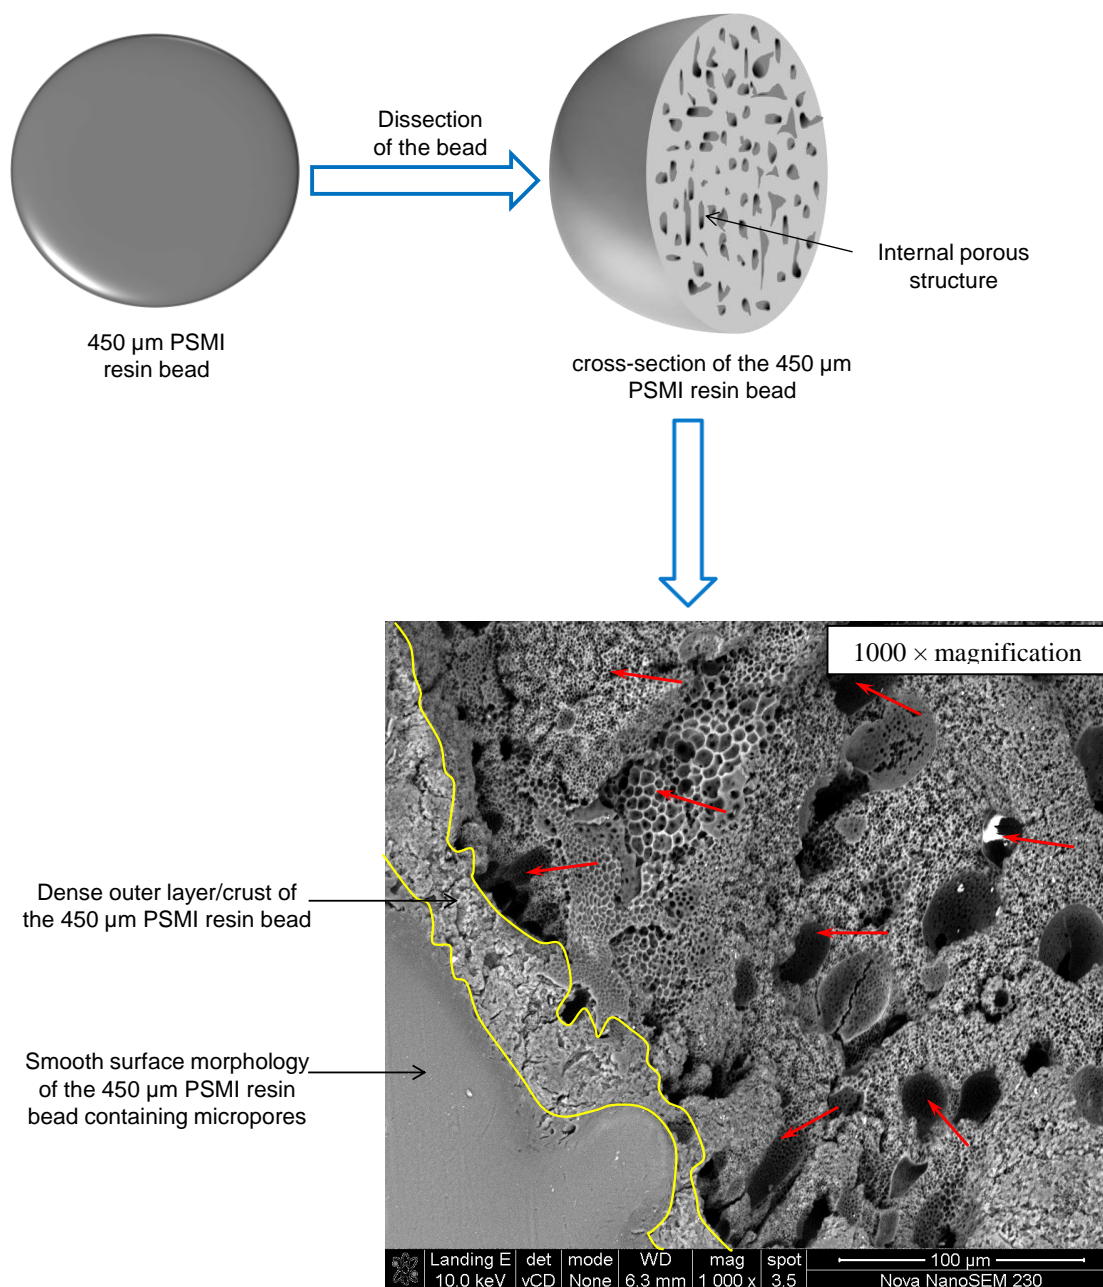 Dissection
of the bead
Internal porous
structure
450 µm PSMI
resin bead
cross-section of the 450 µm
PSMI resin bead
1000 × magnification
Dense outer layer/crust of
the 450 µm PSMI resin bead
Smooth surface morphology
of the 450 µm PSMI resin
bead containing micropores
Landing E det mode WD mag spot 100 µm
10.0 keV vCD None 6.3 mm 1 000 x 3.5 Nova NanoSEM 230